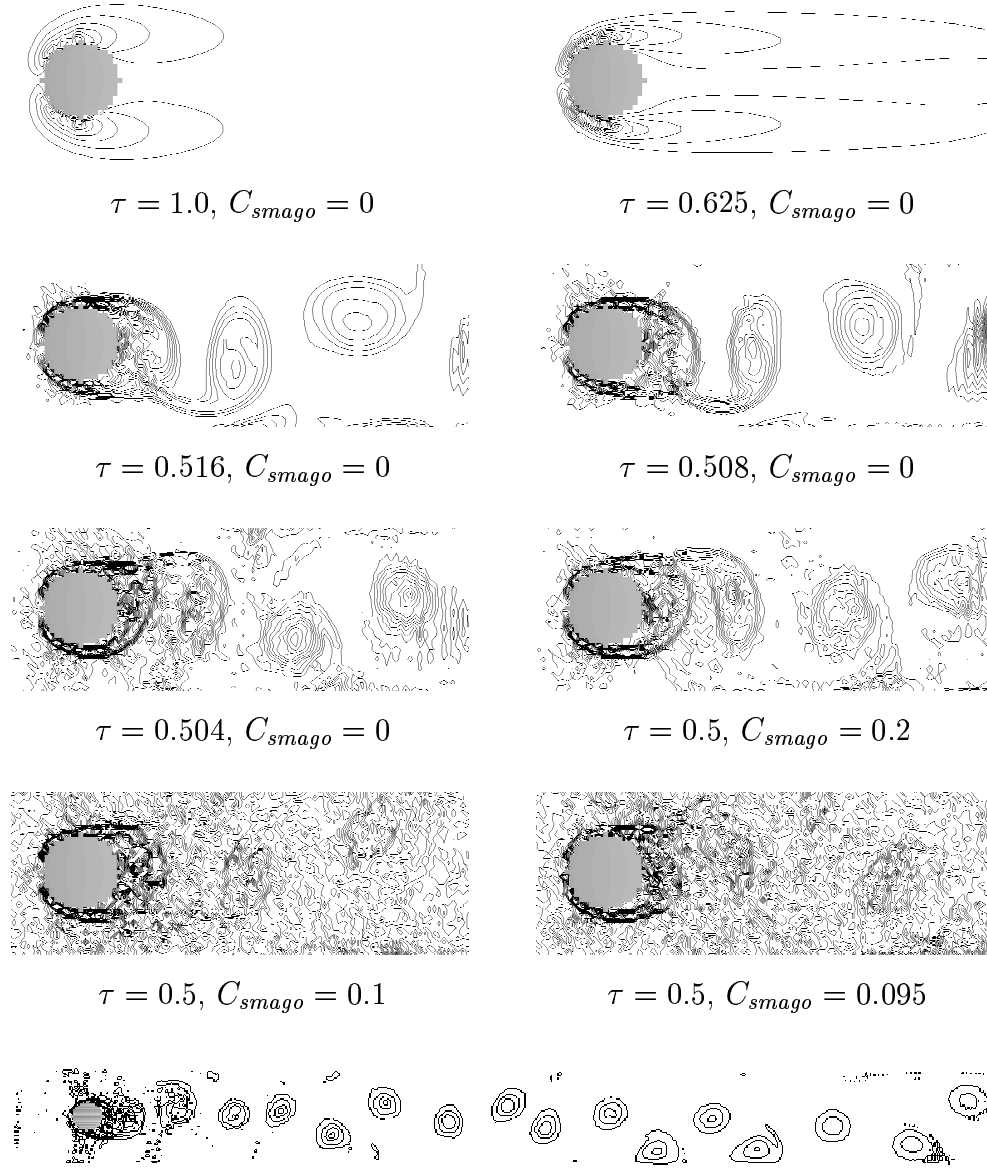 τ = 1.0, C_smago = 0
τ = 0.625, C_smago = 0
τ = 0.516, C_smago = 0
τ = 0.508, C_smago = 0
τ = 0.504, C_smago = 0
τ = 0.5, C_smago = 0.2
τ = 0.5, C_smago = 0.1
τ = 0.5, C_smago = 0.095